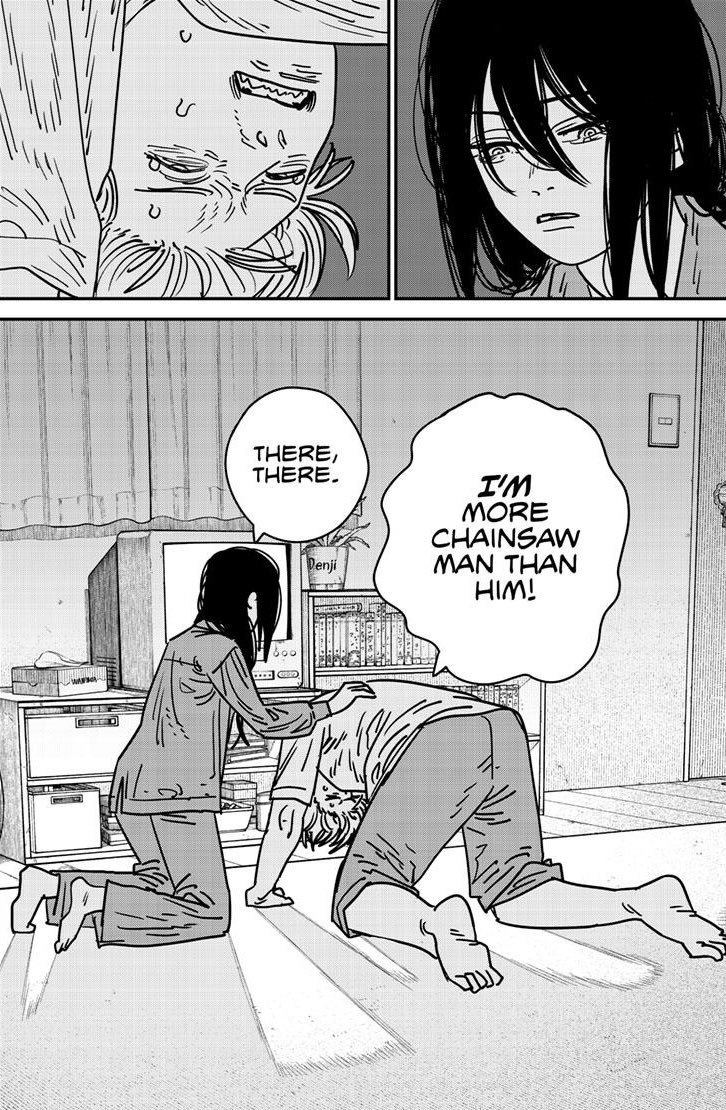 THERE,
THERE.
I'M
MORE
CHAINSAW
MAN THAN
HIM!
Denji